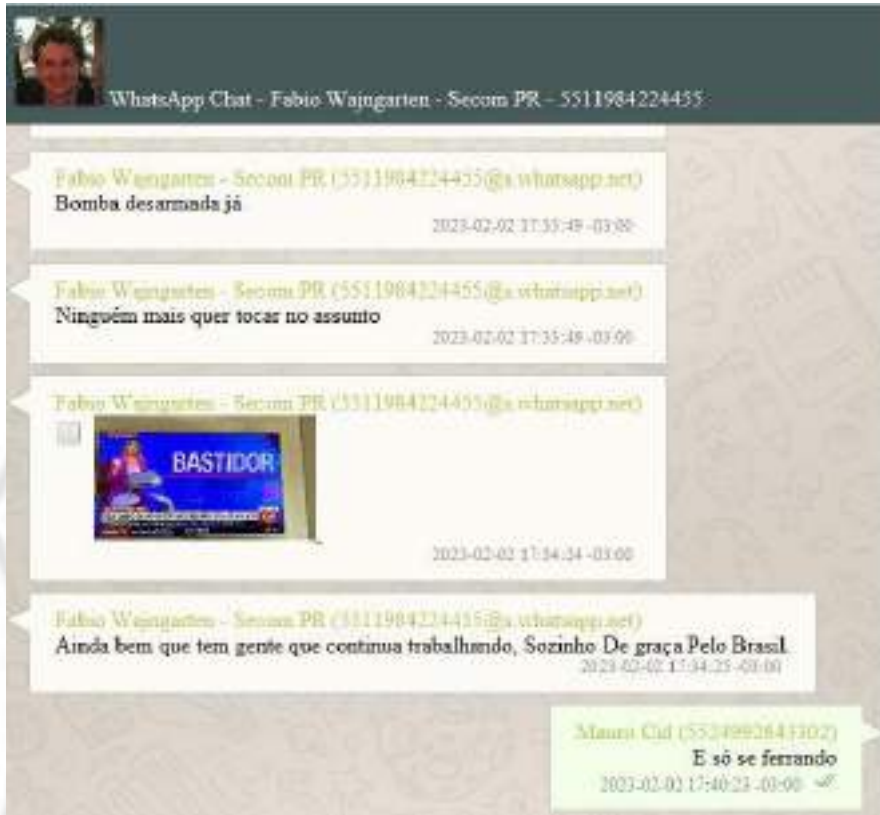 WhatsApp Chat - Fabio Wajngarten - Secom PR - 5511984224455
Fabio Wajngarten - Secom PR (5511984224455@s.whatsapp.net)
Bomba desarmada já
2023-02-02 17:33:49 -03:00
Fabio Wajngarten - Secom PR (5511984224455@s.whatsapp.net)
Ninguém mais quer tocar no assunto
2023-02-02 17:33:49 -03:00
Fabio Wajngarten - Secom PR (5511984224455@s.whatsapp.net)
BASTIDOR
2023-02-02 17:34:24 -03:00
Fabio Wajngarten - Secom PR (5511984224455@s.whatsapp.net)
Ainda bem que tem gente que continua trabalhando, Sozinho De graça Pelo Brasil
2023-02-02 17:34:25 -03:00
Mauro Cid
E só se ferrando
2023-02-02 17:40:23 -03:00